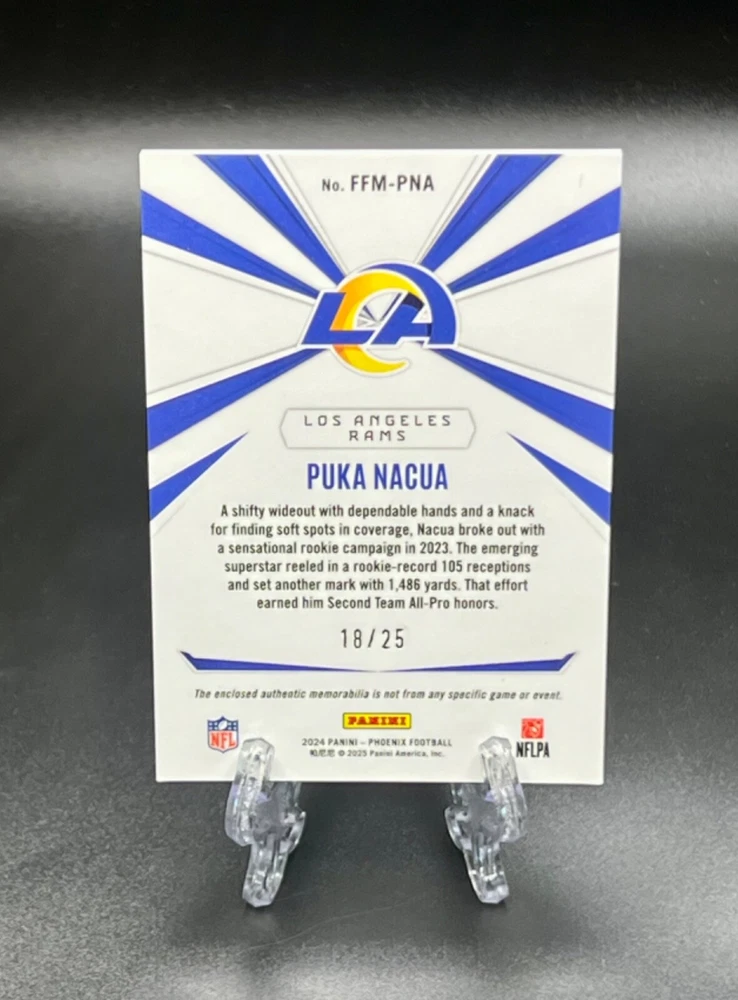 No. FFM-PNA
LA
LOS ANGELES
RAMS
PUKA NACUA
A shifty wideout with dependable hands and a knack
for finding soft spots in coverage, Nacua broke out with
a sensational rookie campaign in 2023. The emerging
superstar reeled in a rookie-record 105 receptions
and set another mark with 1,486 yards. That effort
earned him Second Team All-Pro honors.
18/25
The enclosed authentic memorabilia is not from any specific game or event.
PANINI
NFL
2024 PANINI – PHOENIX FOOTBALL
帕尼尼 © 2025 Panini America, Inc.
NFLPA